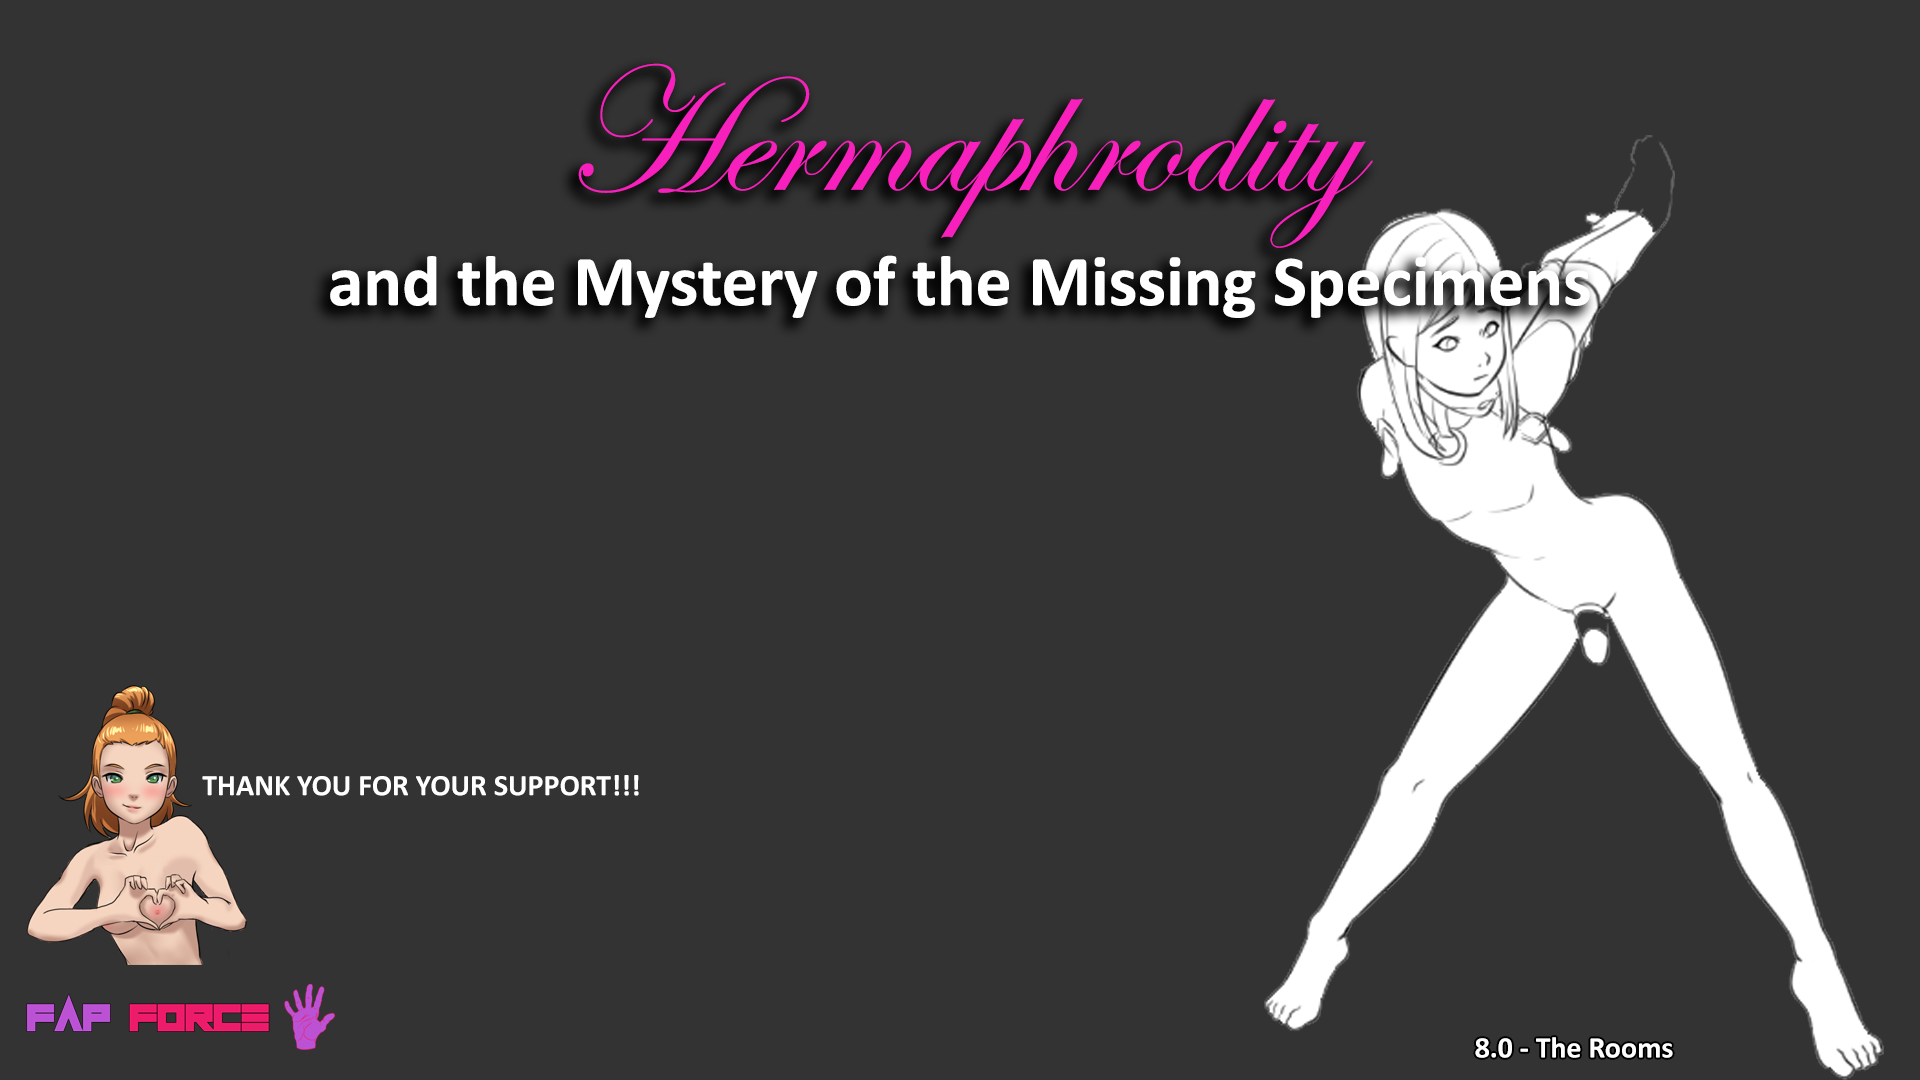 Hermaphrodity
and the Mystery of the Missing Specimens
THANK YOU FOR YOUR SUPPORT!!!
FAP FORCE
8.0 - The Rooms